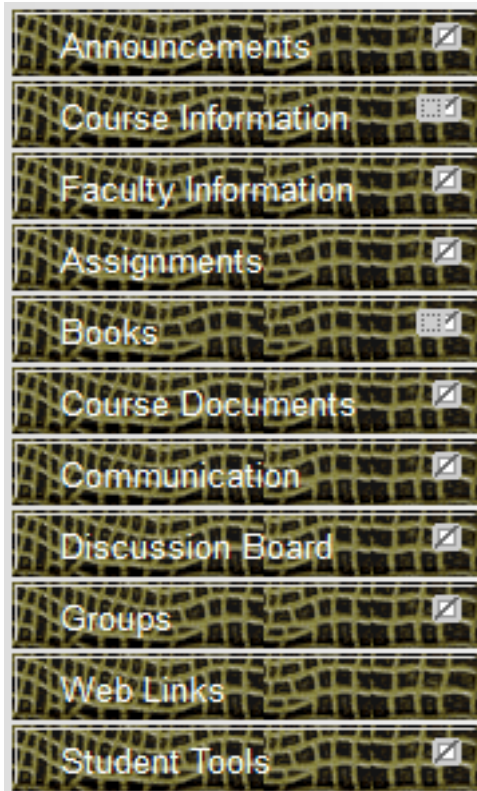 Announcements
Course Information
Faculty Information
Assignments
Books
Course Documents
Communication
Discussion Board
Groups
Web Links
Student Tools